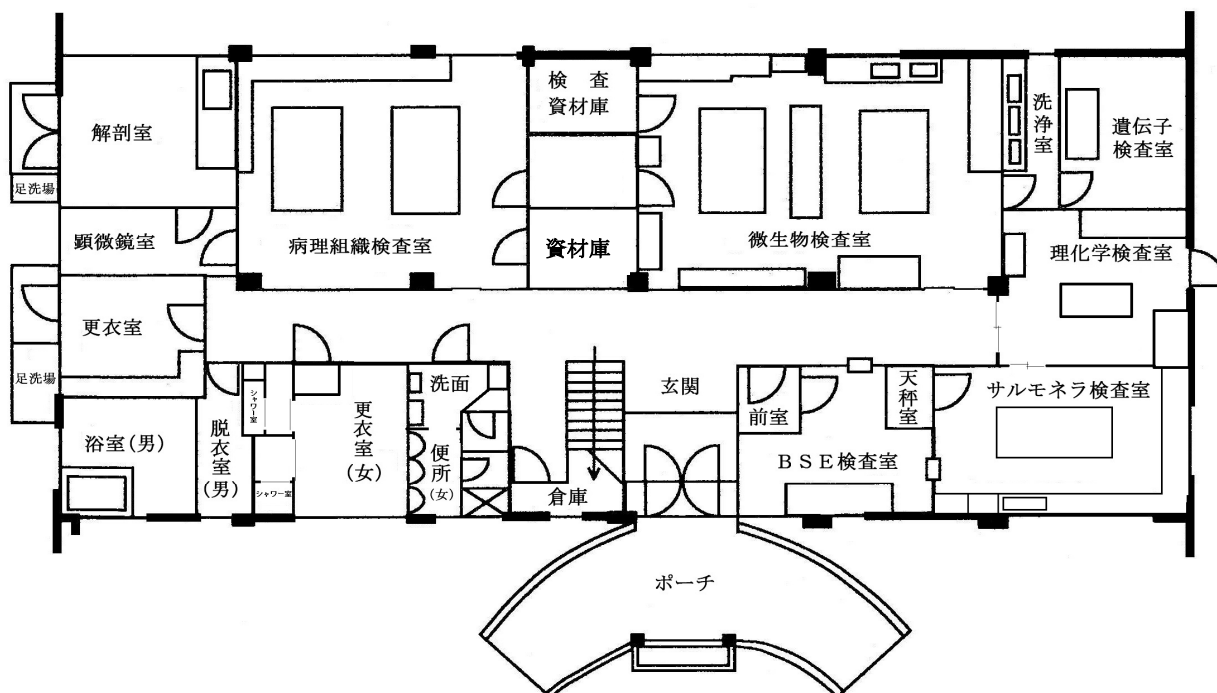 検　査
資材庫
解剖室
洗浄室
遺伝子
検査室
足洗場
顕微鏡室
病理組織検査室
資材庫
微生物検査室
理化学検査室
更衣室
足洗場
洗面
玄関
シャワー室
更衣室(女)
前室
天秤室
サルモネラ検査室
浴室(男)
脱衣室(男)
便所(女)
ＢＳＥ検査室
シャワー室
倉庫
ポーチ